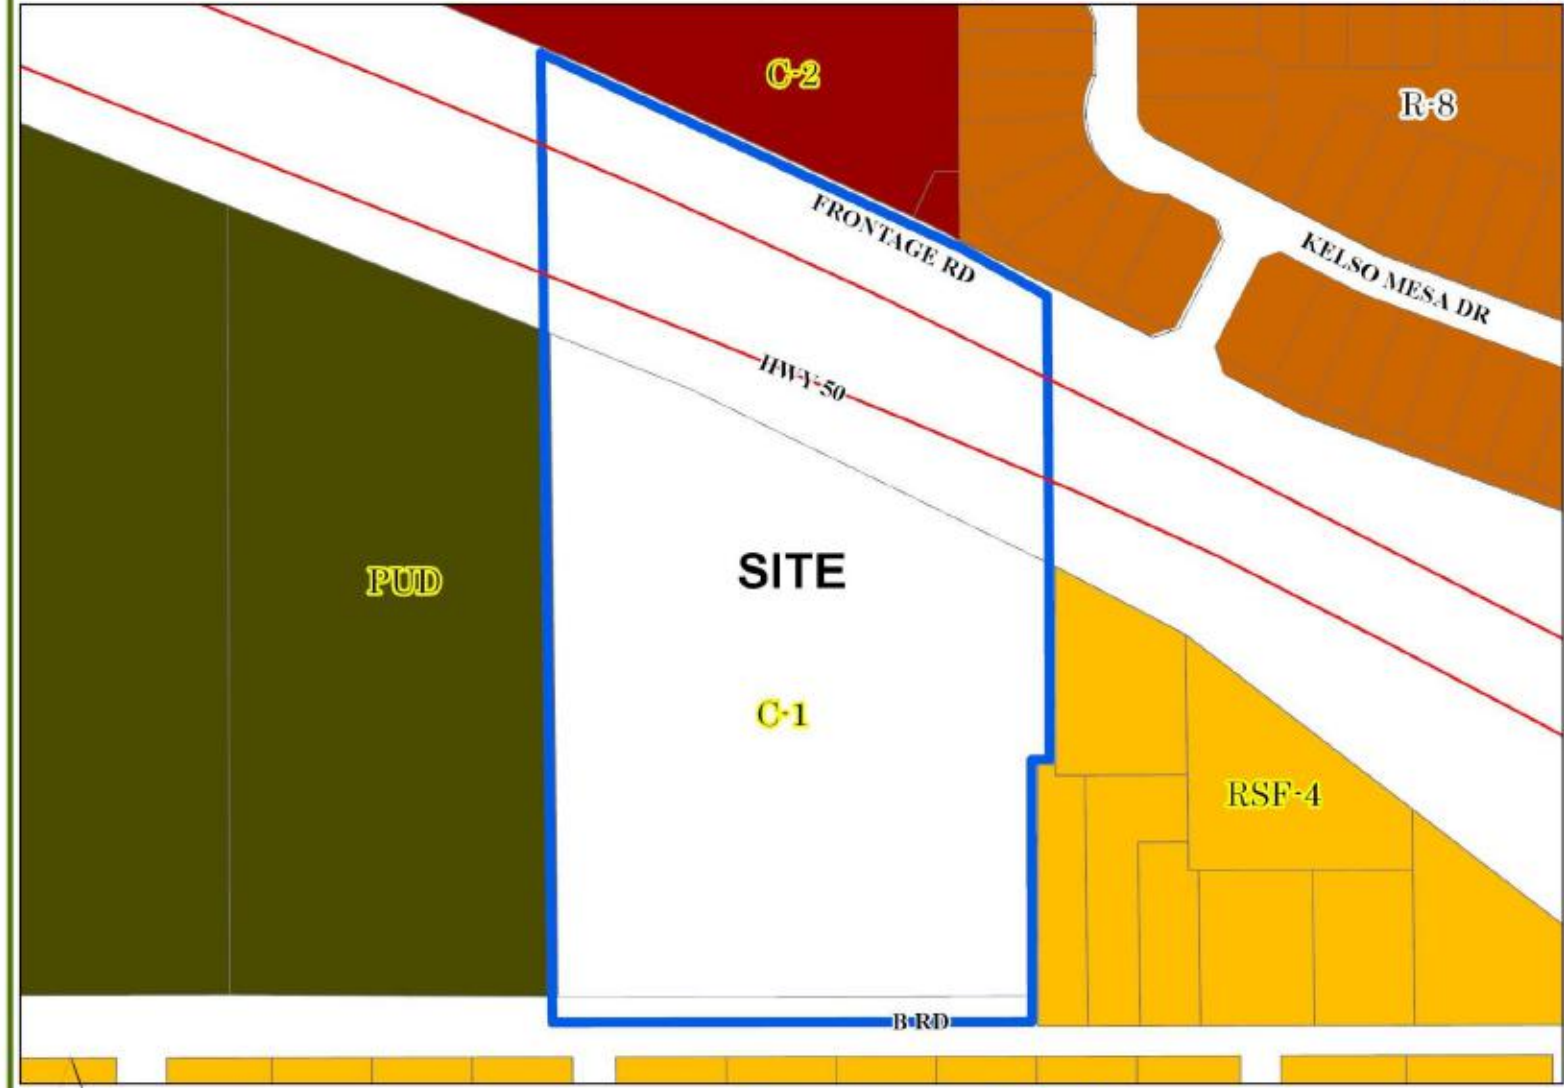 C-2
R-8
FRONTAGE RD
KELSO MESA DR
HWY 50
SITE
PUD
C-1
RSF-4
B RD